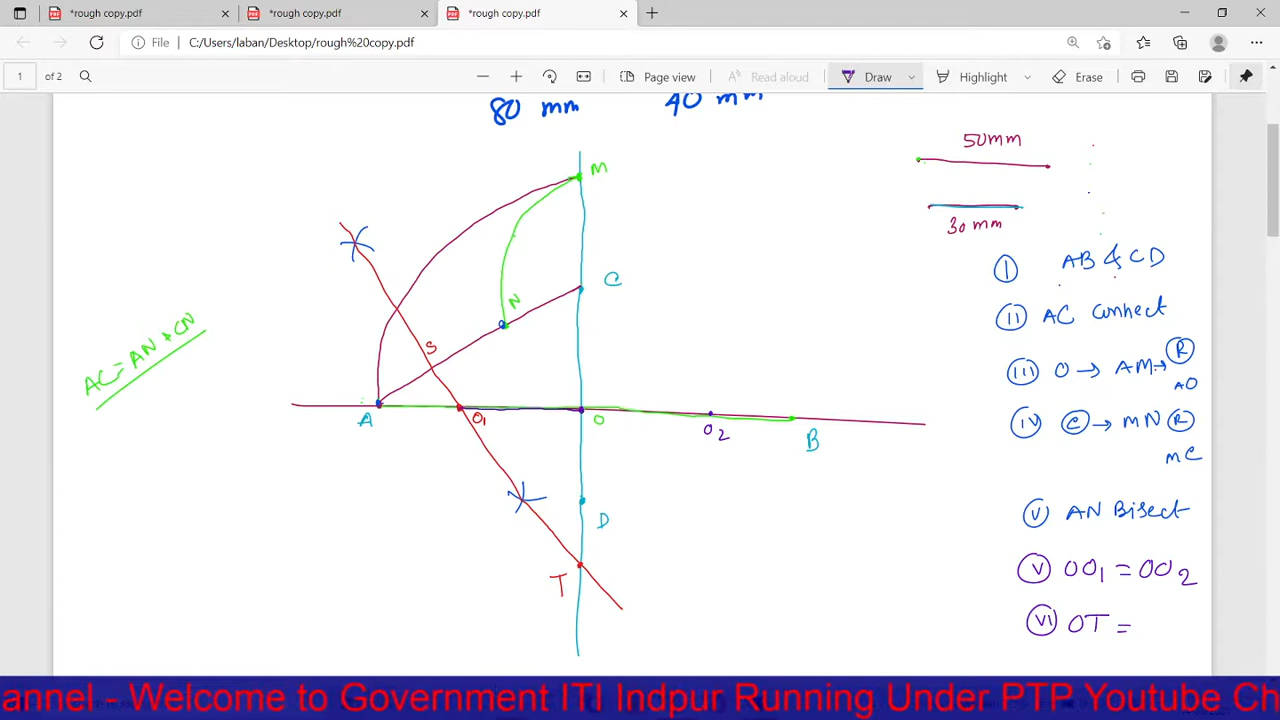 *rough copy.pdf
*rough copy.pdf
*rough copy.pdf
File C:/Users/laban/Desktop/rough%20copy.pdf
1 of 2
Page view
Read aloud
Draw
Highlight
Erase
80 mm 40 mm
50mm
30mm
M
C
N
S
A
O1
O
O2
B
D
T
AC = AN + CN
I AB & CD
II AC Connect
III O → AM → R
AO
IV C → MN R
MC
V AN Bisect
V OO1 = OO2
VI OT =
annel - Welcome to Government ITI Indpur Running Under PTP Youtube Ch